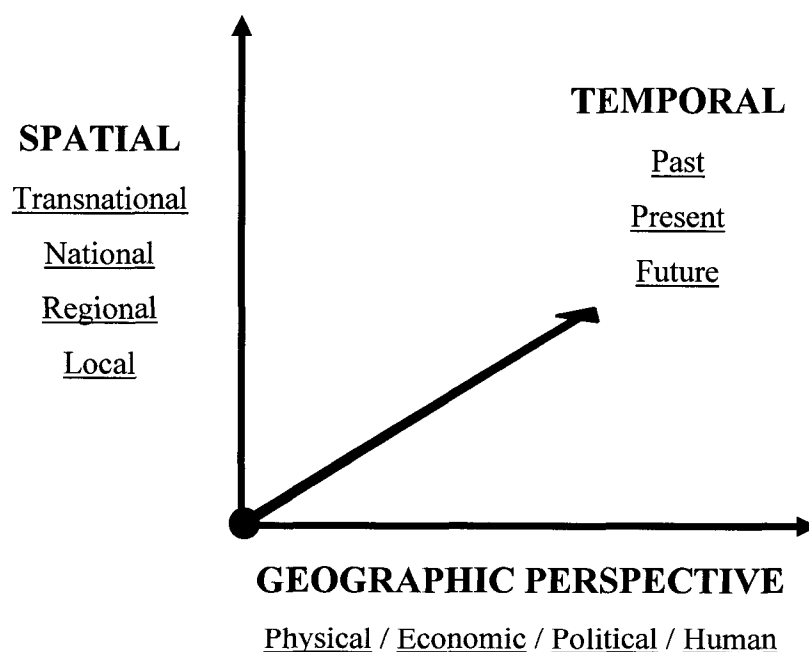 SPATIAL
Transnational
National
Regional
Local
TEMPORAL
Past
Present
Future
GEOGRAPHIC PERSPECTIVE
Physical / Economic / Political / Human